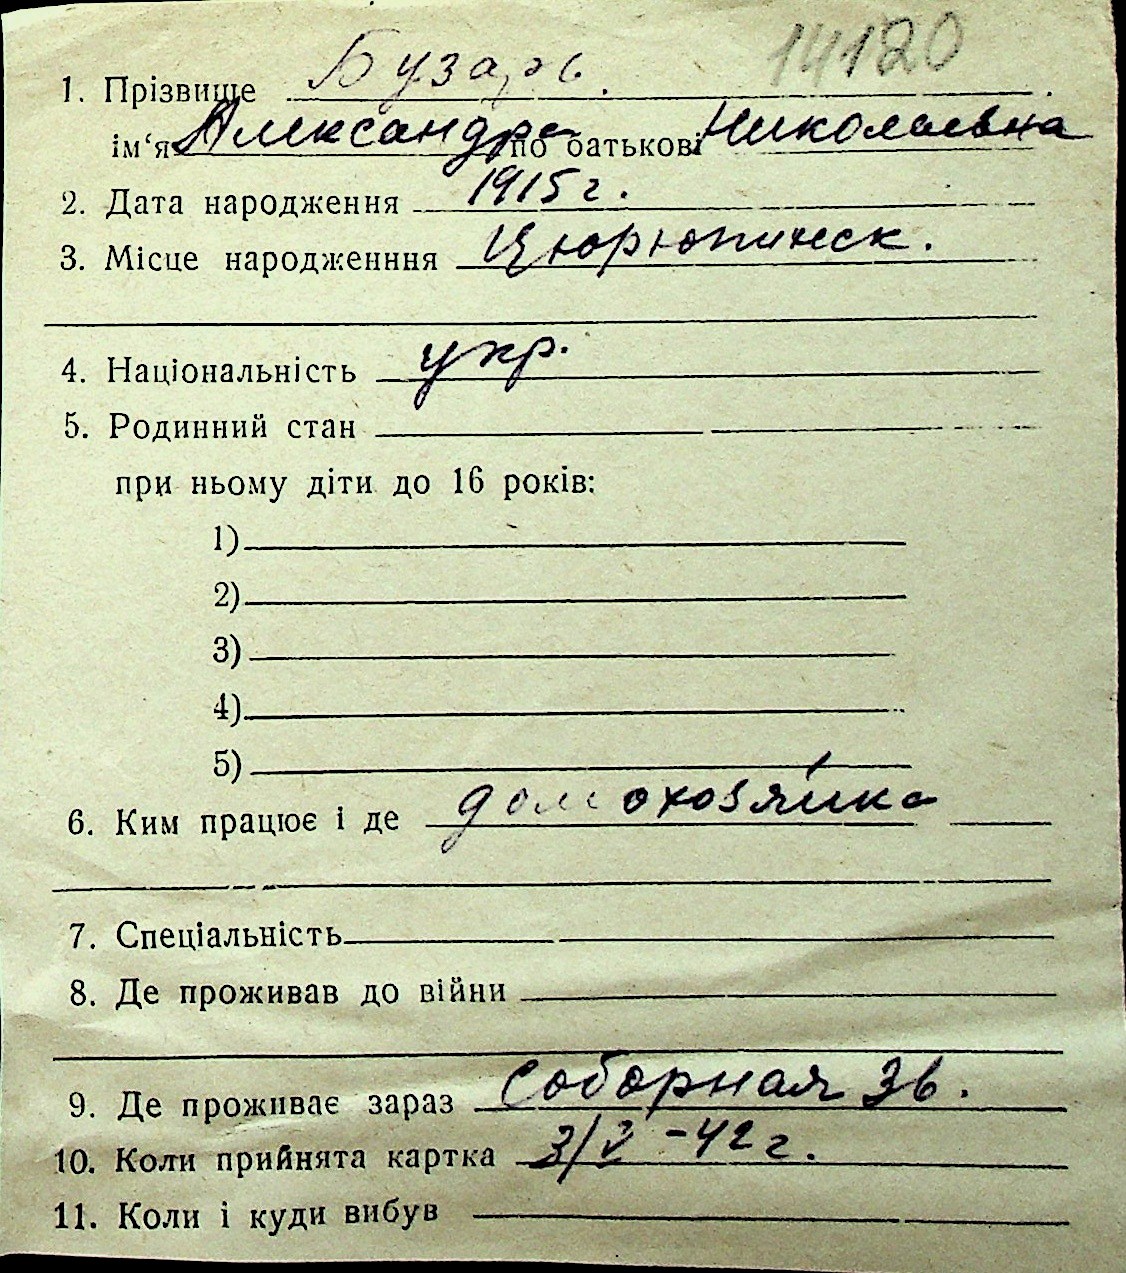 14120
1. Прізвище Бузарь.
ім‘я Александра по батькові Николаевна
2. Дата народження 1915 г.
3. Місце народженння Цюрюпинск.
4. Національність укр.
5. Родинний стан
при ньому діти до 16 років:
1)
2)
3)
4)
5)
6. Ким працює і де домохозяйка
7. Спеціальність
8. Де проживав до війни
9. Де проживає зараз Соборная 36.
10. Коли прийнята картка 3/V -42 г.
11. Коли і куди вибув